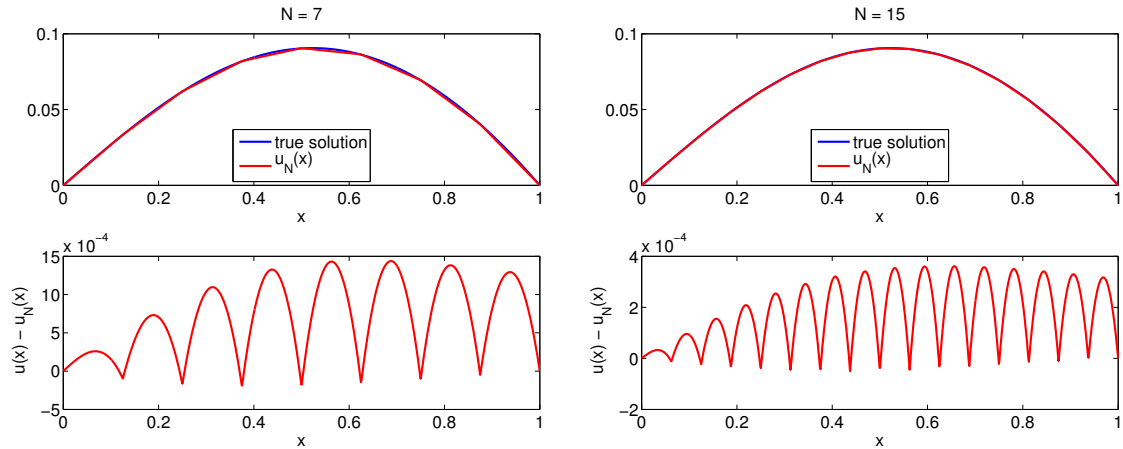 N = 7
0.1
0.05
0
true solution
u_N(x)
0 0.2 0.4 0.6 0.8 1
x
N = 15
0.1
0.05
0
true solution
u_N(x)
0 0.2 0.4 0.6 0.8 1
x
x 10^−4
15
10
5
0
−5
u(x) − u_N(x)
0 0.2 0.4 0.6 0.8 1
x
x 10^−4
4
2
0
−2
u(x) − u_N(x)
0 0.2 0.4 0.6 0.8 1
x